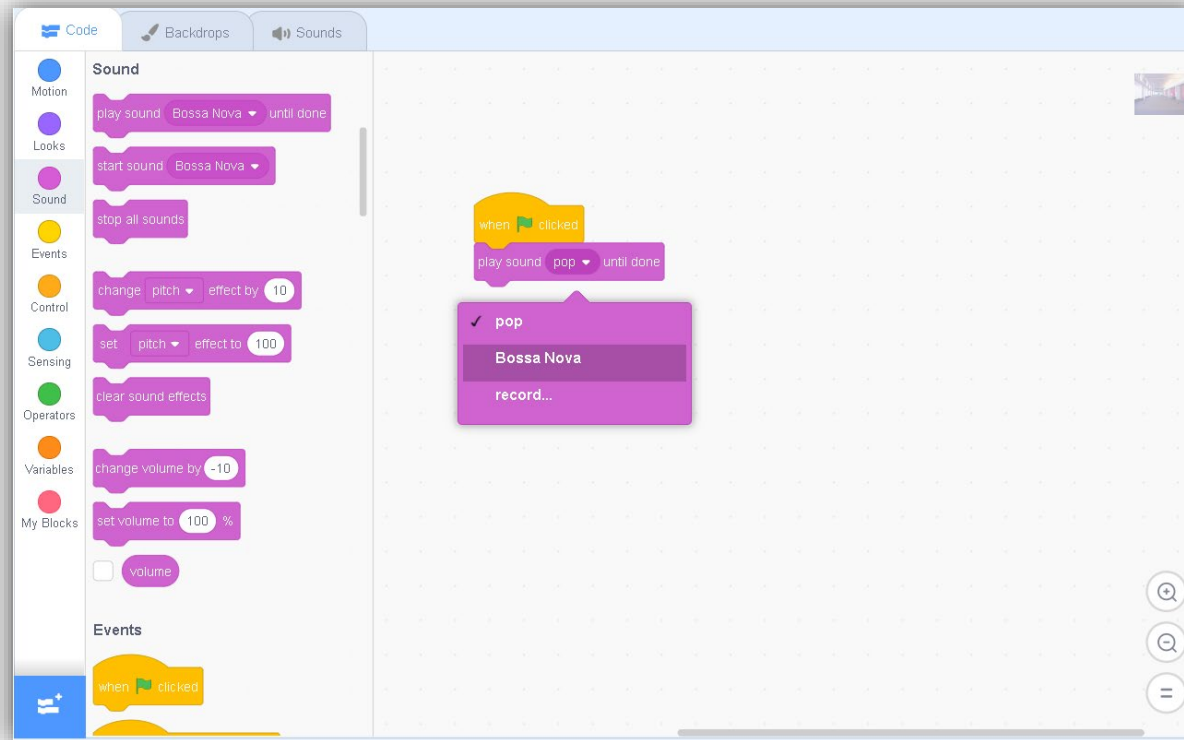 Code
Backdrops
Sounds
Motion
Looks
Sound
Events
Control
Sensing
Operators
Variables
My Blocks
Sound
play sound Bossa Nova until done
start sound Bossa Nova
stop all sounds
change pitch effect by 10
set pitch effect to 100
clear sound effects
change volume by -10
set volume to 100 %
volume
Events
when clicked
when clicked
play sound pop until done
✓ pop
Bossa Nova
record...